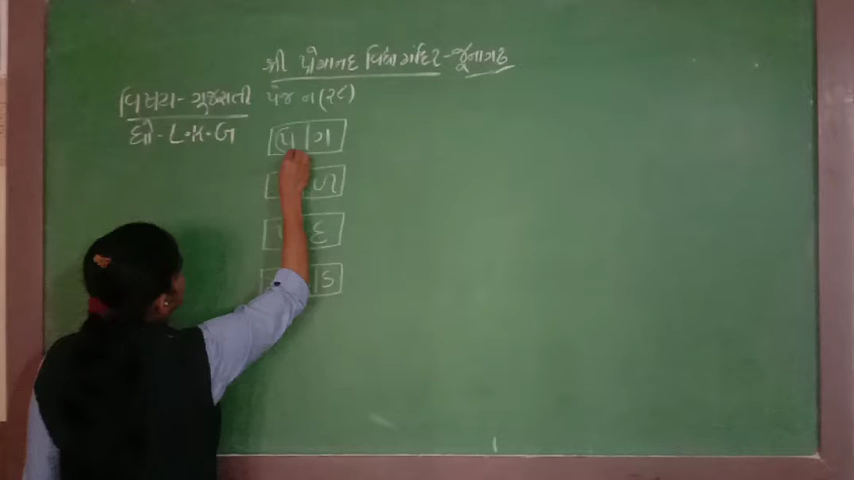 શ્રી યોગાનંદ વિદ્યા મંદિર - જૂનાગઢ
વિષય - ગુજરાતી પેજ નં (૨૮)
ધો - L.K.G
પ ગ
ળ
પ દ
ડ